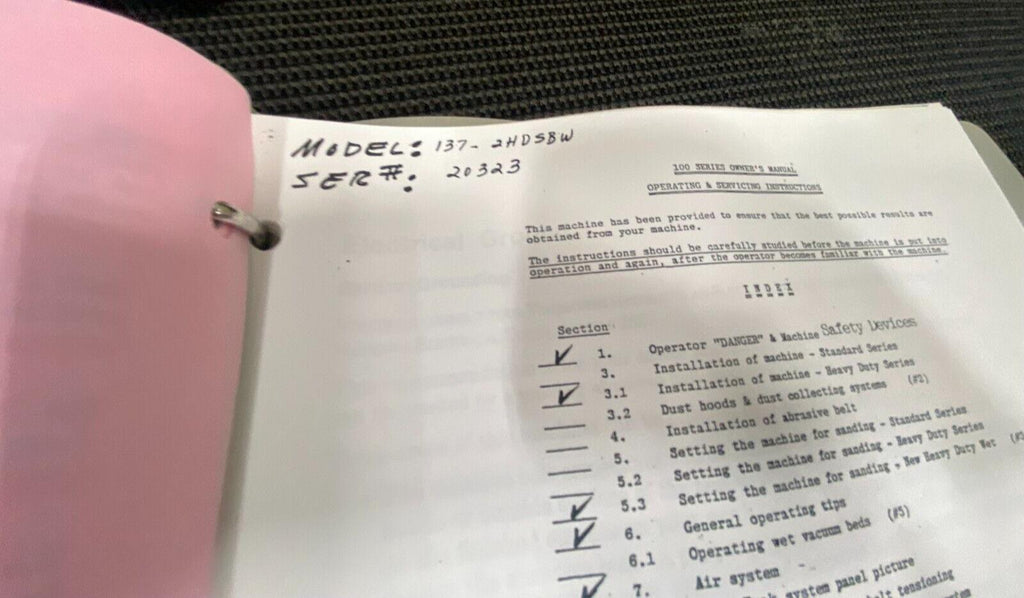 MODEL: 137-2HDSBW
SER#: 20323
100 SERIES OWNER'S MANUAL
OPERATING & SERVICING INSTRUCTIONS
This machine has been provided to ensure that the best possible results are
obtained from your machine.
The instructions should be carefully studied before the machine is put into
operation and again, after the operator becomes familiar with the machine.
INDEX
Section
1. Operator "DANGER" & Machine Safety Devices
3. Installation of machine - Standard Series
3.1 Installation of machine - Heavy Duty Series
3.2 Dust hoods & dust collecting systems (#2)
4. Installation of abrasive belt
5. Setting the machine for sanding - Standard Series
5.2 Setting the machine for sanding - Heavy Duty Series
5.3 Setting the machine for sanding - New Heavy Duty Wet
6. General operating tips
6.1 Operating wet vacuum beds (#5)
7. Air system
system panel picture
belt tensioning